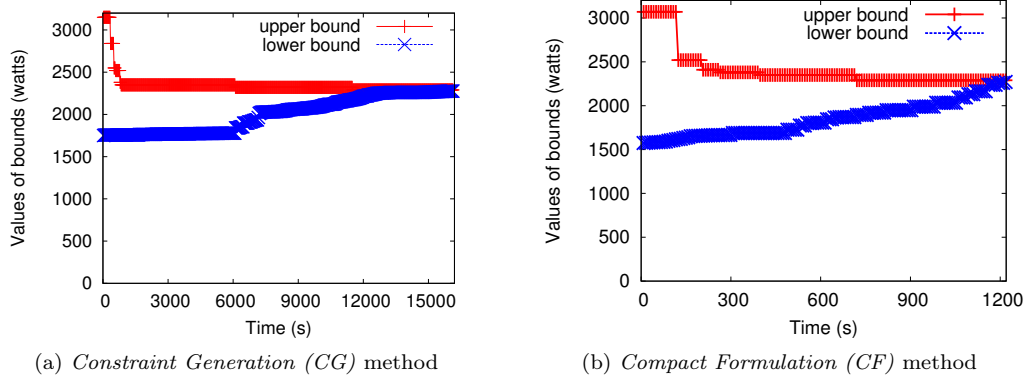 3000
2500
2000
1500
1000
500
0
Values of bounds (watts)
upper bound
lower bound
0 3000 6000 9000 12000 15000
Time (s)
(a) Constraint Generation (CG) method
3000
2500
2000
1500
1000
500
0
Values of bounds (watts)
upper bound
lower bound
0 300 600 900 1200
Time (s)
(b) Compact Formulation (CF) method